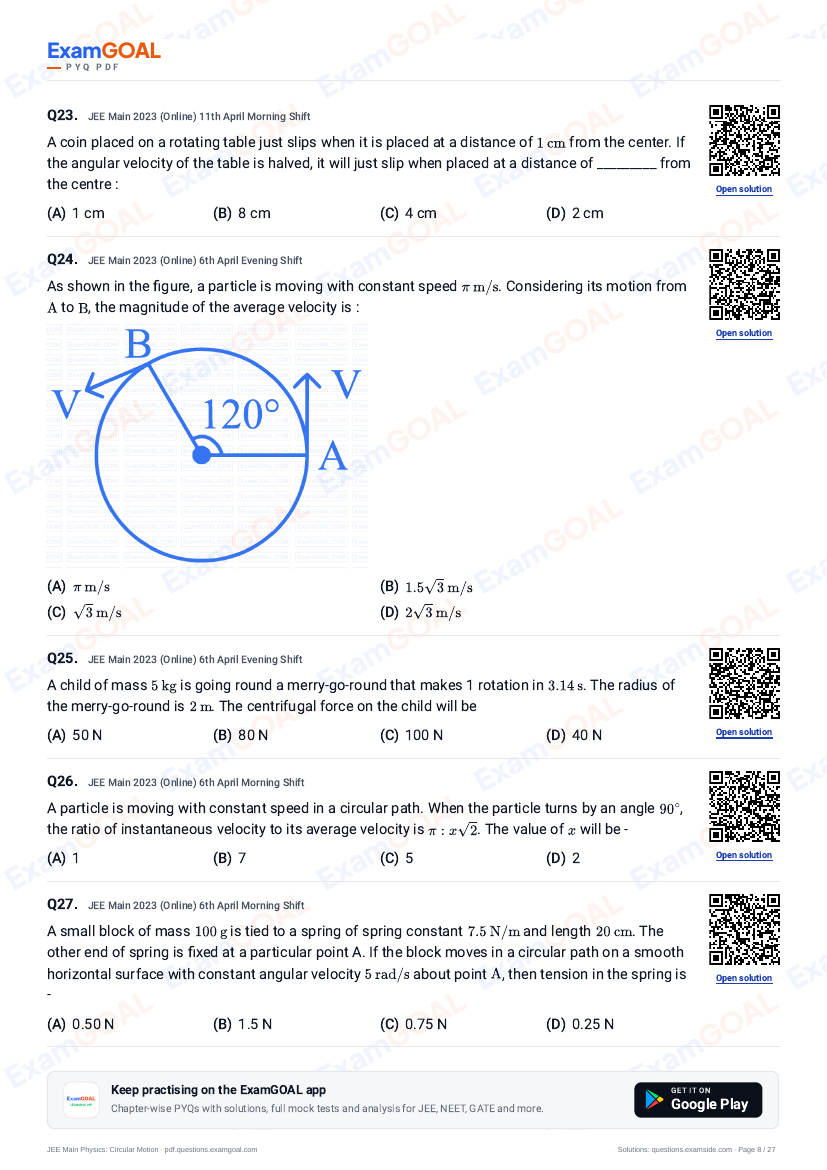 ExamGOAL
PYQ PDF
Q23. JEE Main 2023 (Online) 11th April Morning Shift
A coin placed on a rotating table just slips when it is placed at a distance of 1 cm from the center. If
the angular velocity of the table is halved, it will just slip when placed at a distance of _________ from
the centre :
Open solution
(A) 1 cm (B) 8 cm (C) 4 cm (D) 2 cm
Q24. JEE Main 2023 (Online) 6th April Evening Shift
As shown in the figure, a particle is moving with constant speed π m/s. Considering its motion from
A to B, the magnitude of the average velocity is :
Open solution
B
V
V
120°
A
(A) π m/s (B) 1.5√3 m/s
(C) √3 m/s (D) 2√3 m/s
Q25. JEE Main 2023 (Online) 6th April Evening Shift
A child of mass 5 kg is going round a merry-go-round that makes 1 rotation in 3.14 s. The radius of
the merry-go-round is 2 m. The centrifugal force on the child will be
Open solution
(A) 50 N (B) 80 N (C) 100 N (D) 40 N
Q26. JEE Main 2023 (Online) 6th April Morning Shift
A particle is moving with constant speed in a circular path. When the particle turns by an angle 90°,
the ratio of instantaneous velocity to its average velocity is π : x√2. The value of x will be -
Open solution
(A) 1 (B) 7 (C) 5 (D) 2
Q27. JEE Main 2023 (Online) 6th April Morning Shift
A small block of mass 100 g is tied to a spring of spring constant 7.5 N/m and length 20 cm. The
other end of spring is fixed at a particular point A. If the block moves in a circular path on a smooth
horizontal surface with constant angular velocity 5 rad/s about point A, then tension in the spring is
-
Open solution
(A) 0.50 N (B) 1.5 N (C) 0.75 N (D) 0.25 N
ExamGOAL
Keep practising on the ExamGOAL app
Chapter-wise PYQs with solutions, full mock tests and analysis for JEE, NEET, GATE and more.
GET IT ON
Google Play
JEE Main Physics: Circular Motion · pdf.questions.examgoal.com
Solutions: questions.examside.com · Page 8 / 27